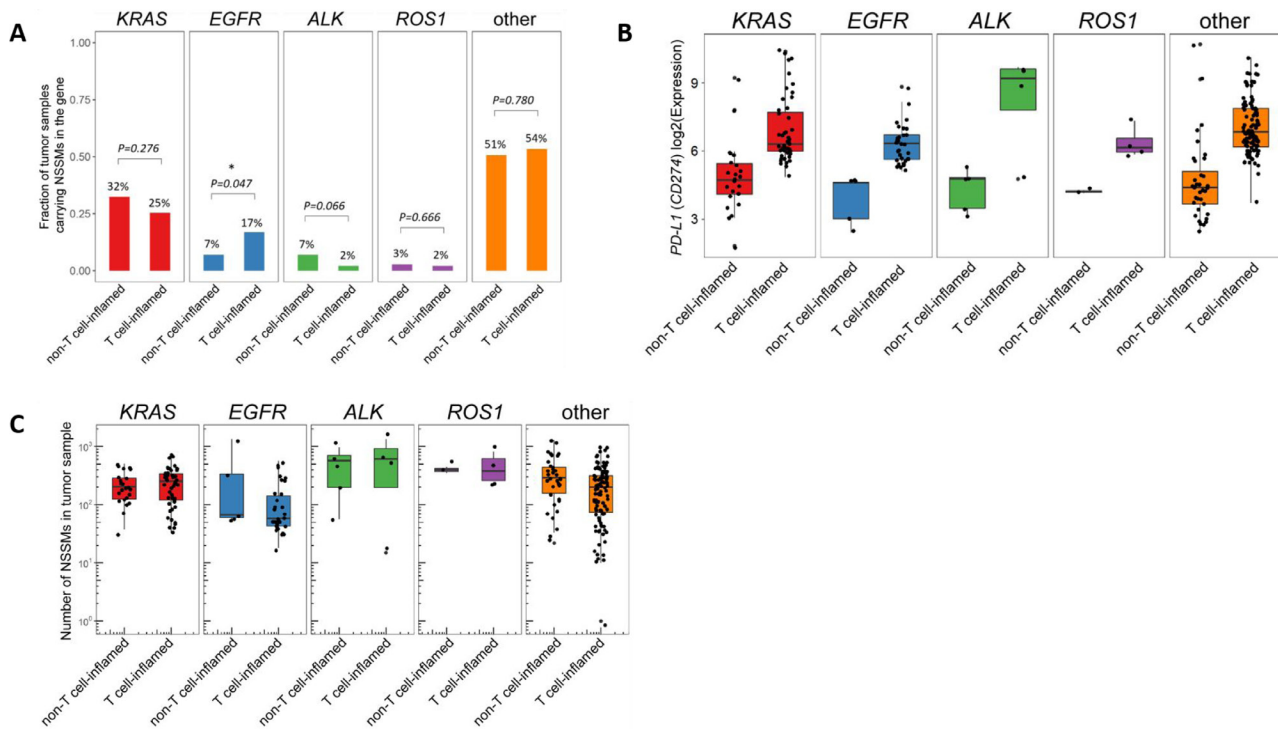 A
KRAS EGFR ALK ROS1 other
Fraction of tumor samples
carrying NSSMs in the gene
1.00
0.75
0.50
0.25
0.00
P=0.276
32%
25%
*
P=0.047
7%
17%
P=0.066
7%
2%
P=0.666
3%
2%
P=0.780
51%
54%
non-T cell-inflamed
T cell-inflamed
non-T cell-inflamed
T cell-inflamed
non-T cell-inflamed
T cell-inflamed
non-T cell-inflamed
T cell-inflamed
non-T cell-inflamed
T cell-inflamed
B
KRAS EGFR ALK ROS1 other
PD-L1 (CD274) log2(Expression)
9
6
3
non-T cell-inflamed
T cell-inflamed
non-T cell-inflamed
T cell-inflamed
non-T cell-inflamed
T cell-inflamed
non-T cell-inflamed
T cell-inflamed
non-T cell-inflamed
T cell-inflamed
C
KRAS EGFR ALK ROS1 other
Number of NSSMs in tumor sample
10³
10²
10¹
10⁰
non-T cell-inflamed
T cell-inflamed
non-T cell-inflamed
T cell-inflamed
non-T cell-inflamed
T cell-inflamed
non-T cell-inflamed
T cell-inflamed
non-T cell-inflamed
T cell-inflamed